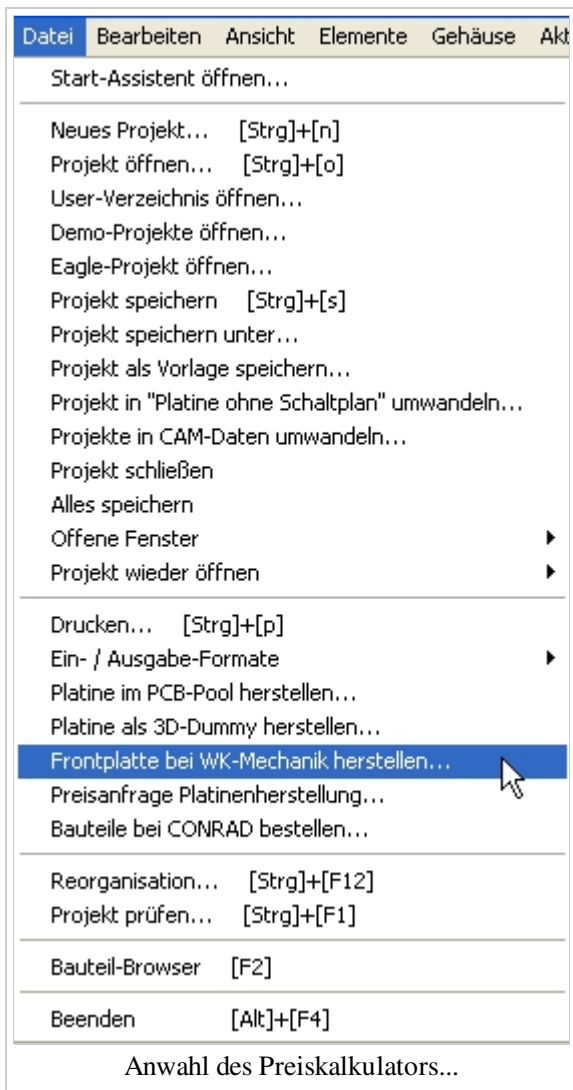 Datei Bearbeiten Ansicht Elemente Gehäuse Akt
Start-Assistent öffnen...
Neues Projekt... [Strg]+[n]
Projekt öffnen... [Strg]+[o]
User-Verzeichnis öffnen...
Demo-Projekte öffnen...
Eagle-Projekt öffnen...
Projekt speichern [Strg]+[s]
Projekt speichern unter...
Projekt als Vorlage speichern...
Projekt in "Platine ohne Schaltplan" umwandeln...
Projekte in CAM-Daten umwandeln...
Projekt schließen
Alles speichern
Offene Fenster
Projekt wieder öffnen
Drucken... [Strg]+[p]
Ein- / Ausgabe-Formate
Platine im PCB-Pool herstellen...
Platine als 3D-Dummy herstellen...
Frontplatte bei WK-Mechanik herstellen...
Preisanfrage Platinenherstellung...
Bauteile bei CONRAD bestellen...
Reorganisation... [Strg]+[F12]
Projekt prüfen... [Strg]+[F1]
Bauteil-Browser [F2]
Beenden [Alt]+[F4]
Anwahl des Preiskalkulators...